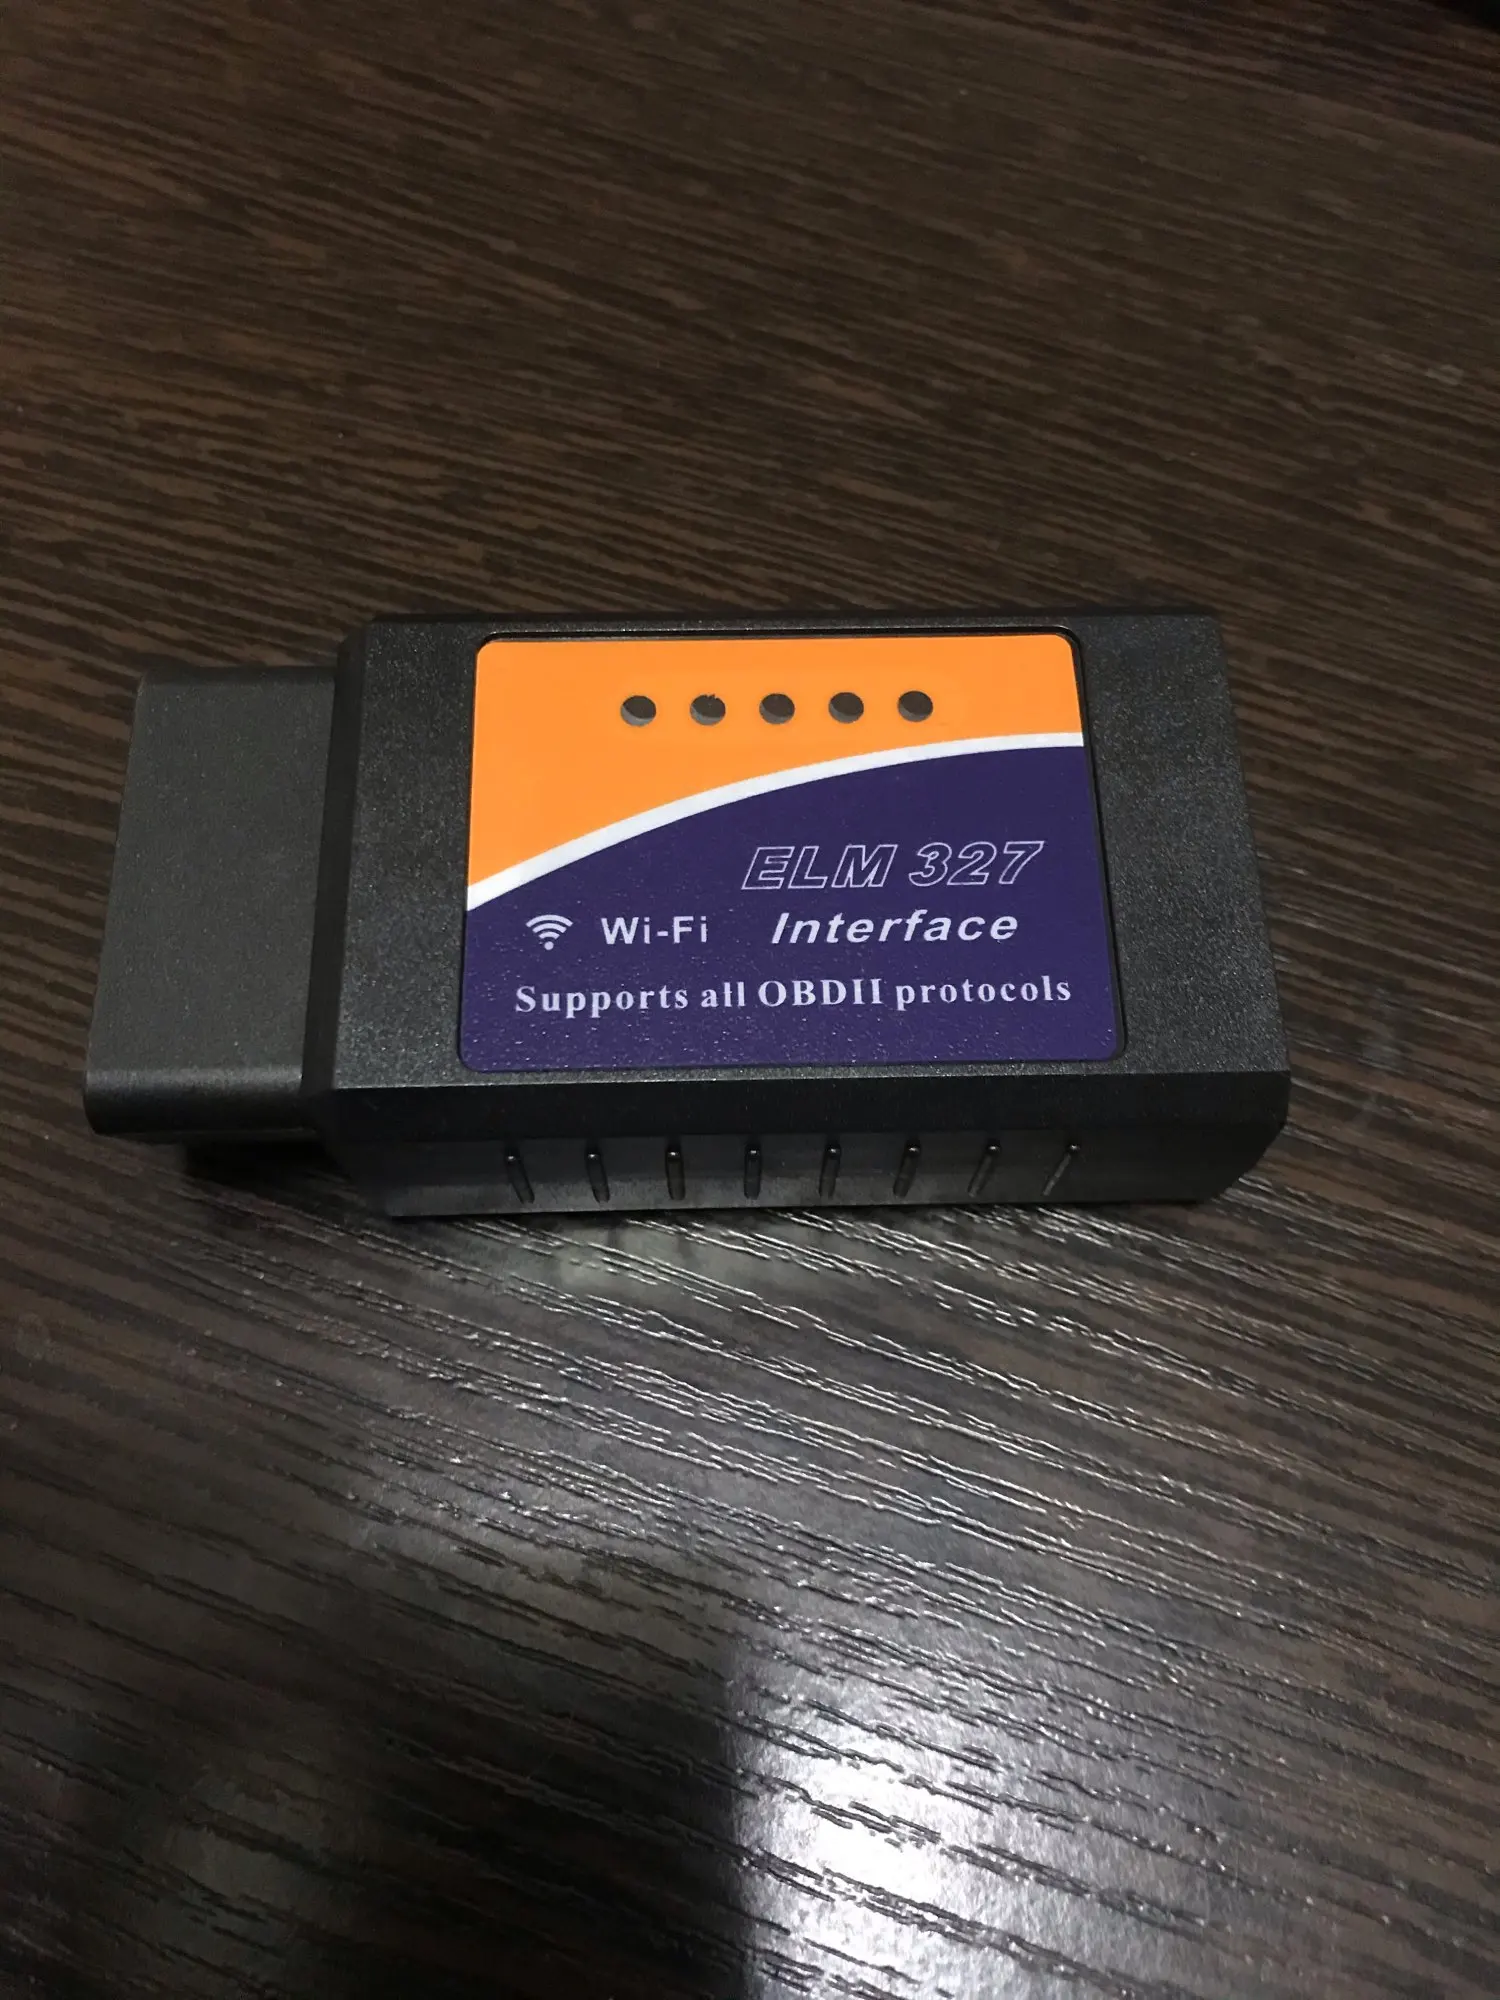 ELM 327
Wi-Fi Interface
Supports all OBDII protocols